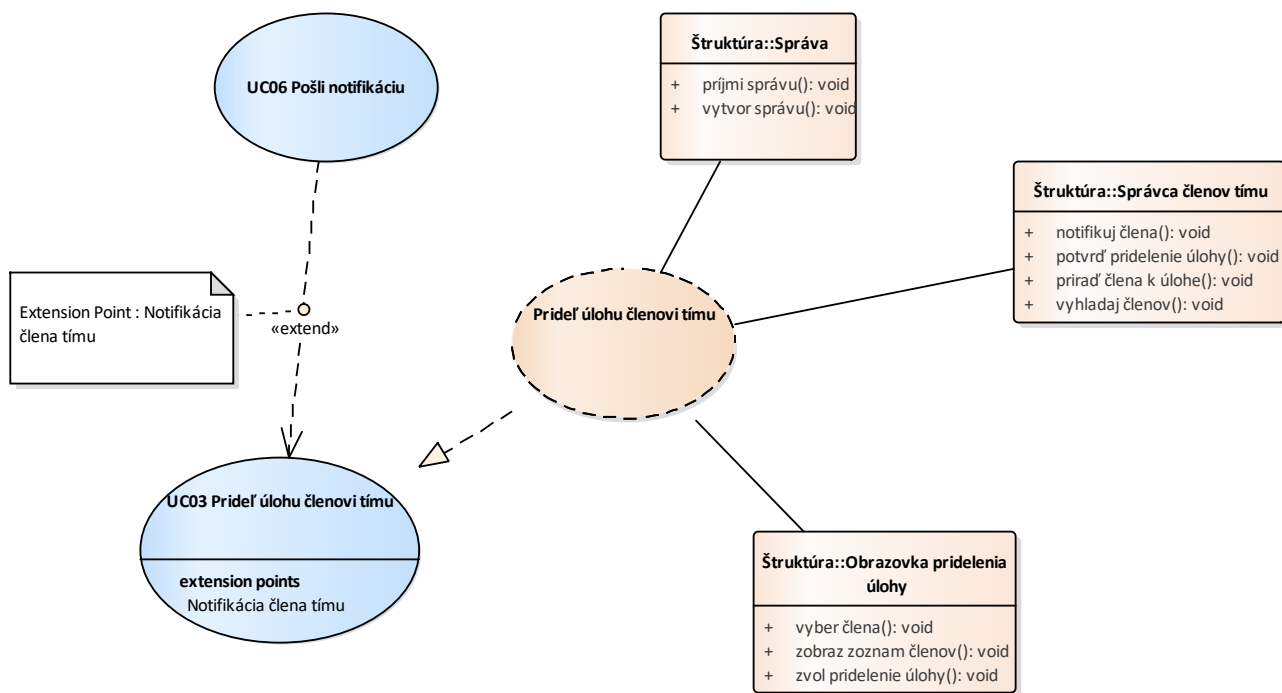 UC06 Pošli notifikáciu
Extension Point : Notifikácia
člena tímu
«extend»
UC03 Prideľ úlohu členovi tímu
extension points
Notifikácia člena tímu
Prideľ úlohu členovi tímu
Štruktúra::Správa
+ príjmi správu(): void
+ vytvor správu(): void
Štruktúra::Správca členov tímu
+ notifikuj člena(): void
+ potvrď pridelenie úlohy(): void
+ priraď člena k úlohe(): void
+ vyhladaj členov(): void
Štruktúra::Obrazovka pridelenia
úlohy
+ vyber člena(): void
+ zobraz zoznam členov(): void
+ zvol pridelenie úlohy(): void